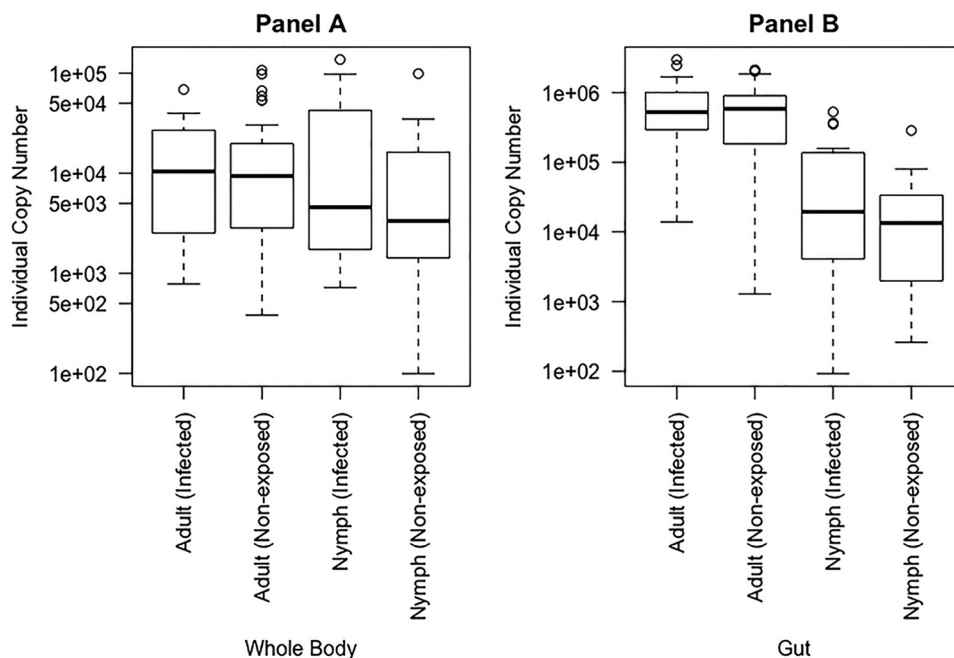 Panel A
Individual Copy Number
1e+05
5e+04
1e+04
5e+03
1e+03
5e+02
1e+02
Adult (Infected)
Adult (Non-exposed)
Nymph (Infected)
Nymph (Non-exposed)
Whole Body
Panel B
Individual Copy Number
1e+06
1e+05
1e+04
1e+03
1e+02
Adult (Infected)
Adult (Non-exposed)
Nymph (Infected)
Nymph (Non-exposed)
Gut